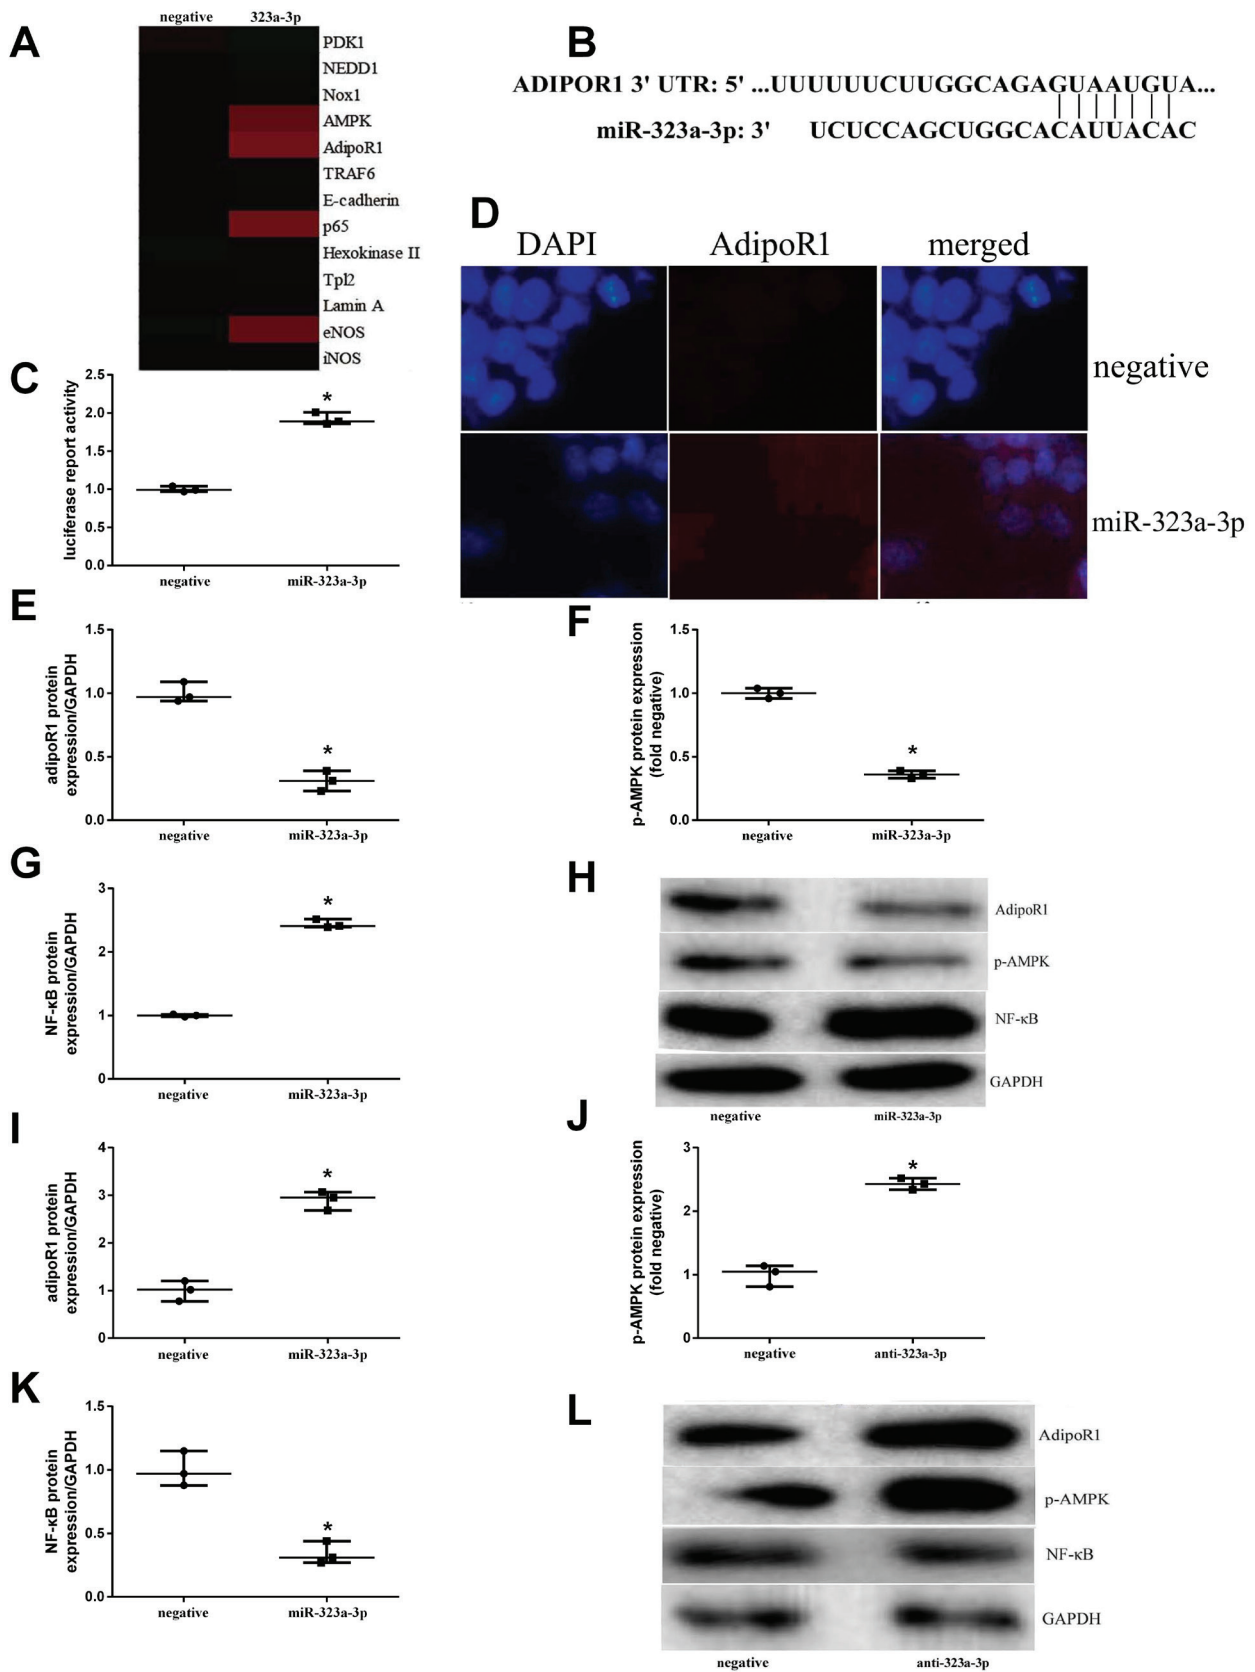 A
negative 323a-3p
PDK1
NEDD1
Nox1
AMPK
AdipoR1
TRAF6
E-cadherin
p65
Hexokinase II
Tpl2
Lamin A
eNOS
iNOS
B
ADIPOR1 3' UTR: 5' ...UUUUUUCUUGGCAGAGUAAUGUA...
miR-323a-3p: 3' UCUCCAGCUGGCACAUUACAC
C
luciferase report activity
2.5
2.0
1.5
1.0
0.5
0.0
*
negative miR-323a-3p
D
DAPI AdipoR1 merged
negative
miR-323a-3p
E
adipoR1 protein
expression/GAPDH
1.5
1.0
0.5
0.0
*
negative miR-323a-3p
F
p-AMPK protein expression
(fold negative)
1.5
1.0
0.5
0.0
*
negative miR-323a-3p
G
NF-κB protein
expression/GAPDH
3
2
1
0
*
negative miR-323a-3p
H
AdipoR1
p-AMPK
NF-κB
GAPDH
negative miR-323a-3p
I
adipoR1 protein
expression/GAPDH
4
3
2
1
0
*
negative miR-323a-3p
J
p-AMPK protein expression
(fold negative)
3
2
1
0
*
negative anti-323a-3p
K
NF-κB protein
expression/GAPDH
1.5
1.0
0.5
0.0
*
negative miR-323a-3p
L
AdipoR1
p-AMPK
NF-κB
GAPDH
negative anti-323a-3p